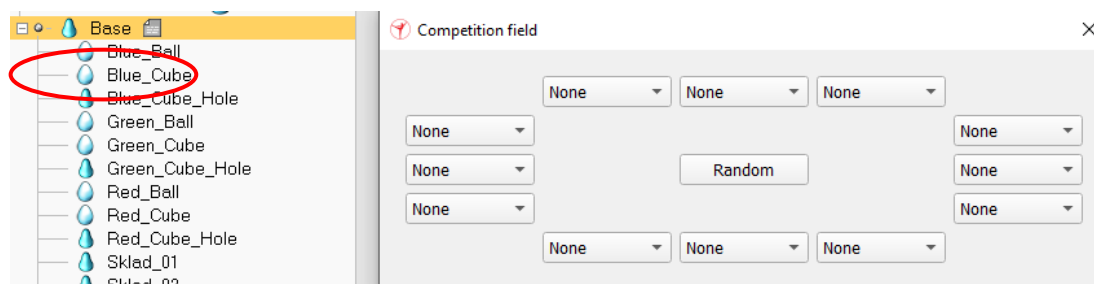 Base
Blue_Ball
Blue_Cube
Blue_Cube_Hole
Green_Ball
Green_Cube
Green_Cube_Hole
Red_Ball
Red_Cube
Red_Cube_Hole
Sklad_01
Competition field
None None None
None None
None Random None
None None
None None None